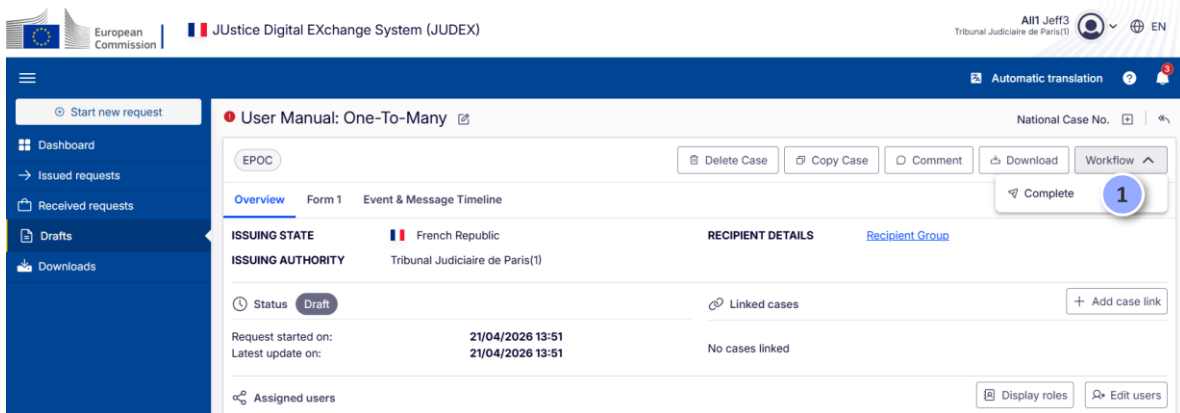 European
Commission
JUstice Digital EXchange System (JUDEX)
All1 Jeff3
Tribunal Judiciaire de Paris(1)
EN
Automatic translation
3
Start new request
Dashboard
Issued requests
Received requests
Drafts
Downloads
User Manual: One-To-Many
National Case No.
EPOC
Delete Case
Copy Case
Comment
Download
Workflow
Complete
1
Overview
Form 1
Event & Message Timeline
ISSUING STATE
French Republic
RECIPIENT DETAILS
Recipient Group
ISSUING AUTHORITY
Tribunal Judiciaire de Paris(1)
Status
Draft
Linked cases
Add case link
Request started on:
21/04/2026 13:51
Latest update on:
21/04/2026 13:51
No cases linked
Assigned users
Display roles
Edit users